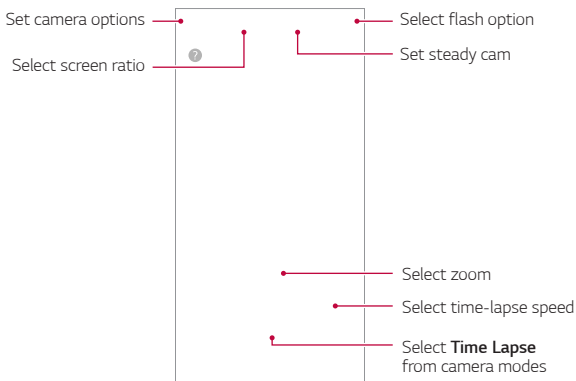 Set camera options
Select flash option
Set steady cam
Select screen ratio
?
Select zoom
Select time-lapse speed
Select Time Lapse
from camera modes